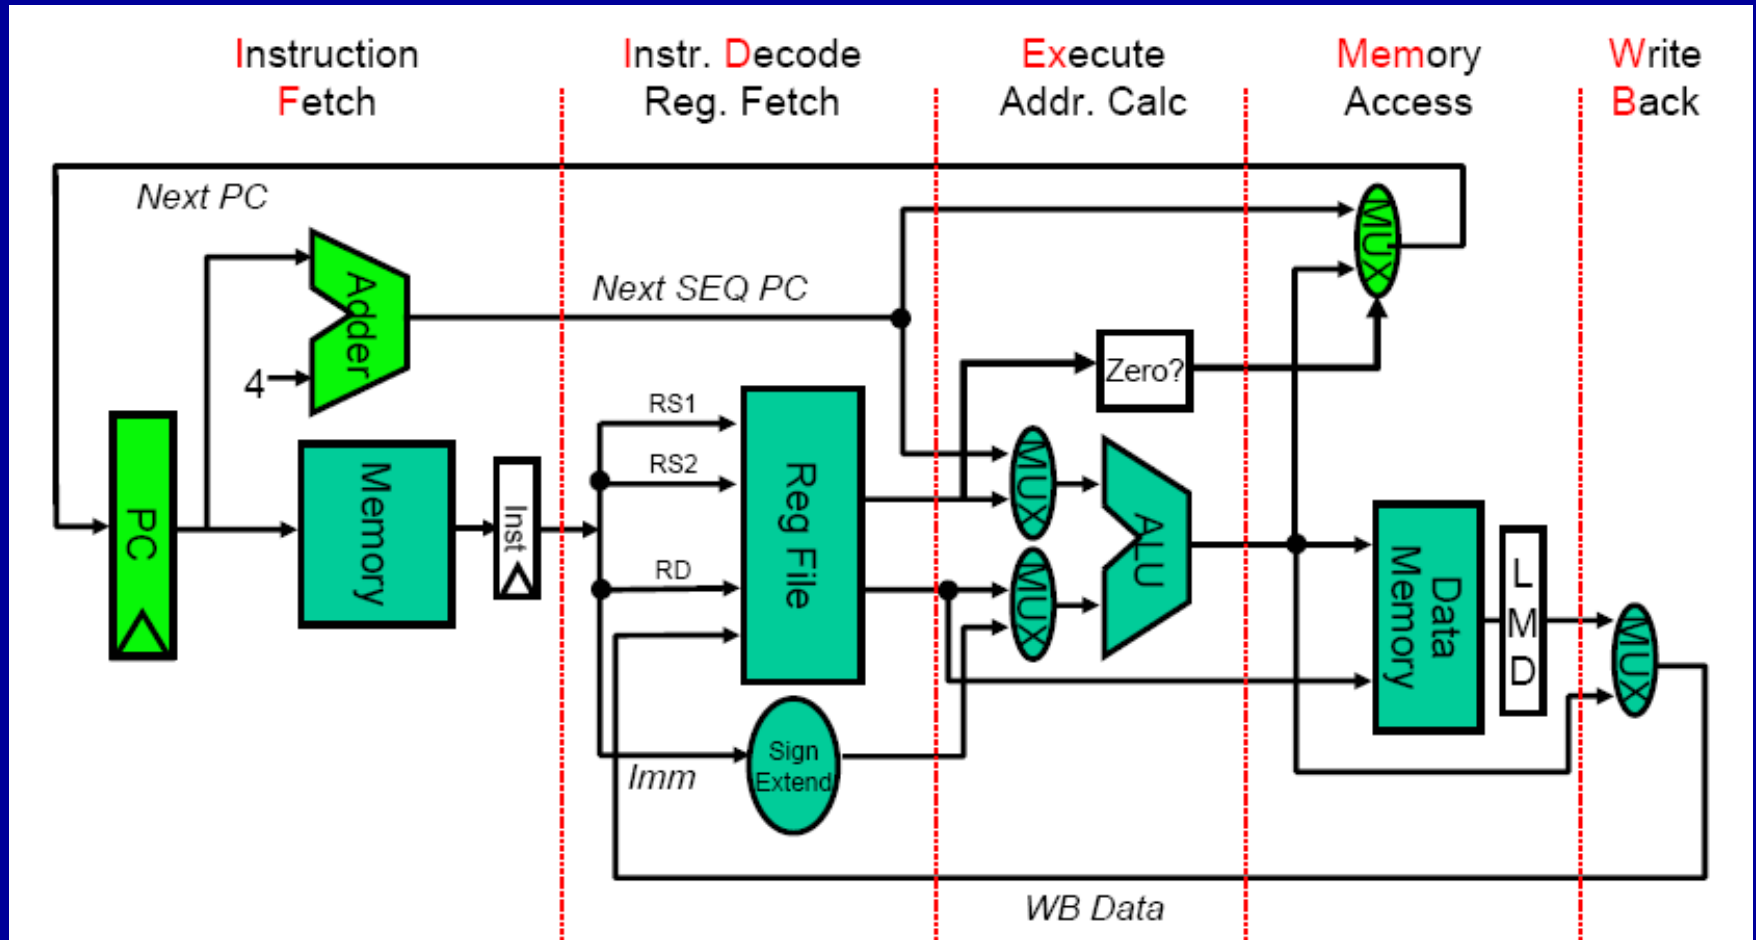 Instruction
Fetch
Instr. Decode
Reg. Fetch
Execute
Addr. Calc
Memory
Access
Write
Back
Next PC
Adder
4
Next SEQ PC
MUX
Zero?
RS1
RS2
RD
PC
Memory
Inst
Reg File
MUX
MUX
ALU
Data
Memory
LMD
MUX
Sign
Extend
Imm
WB Data